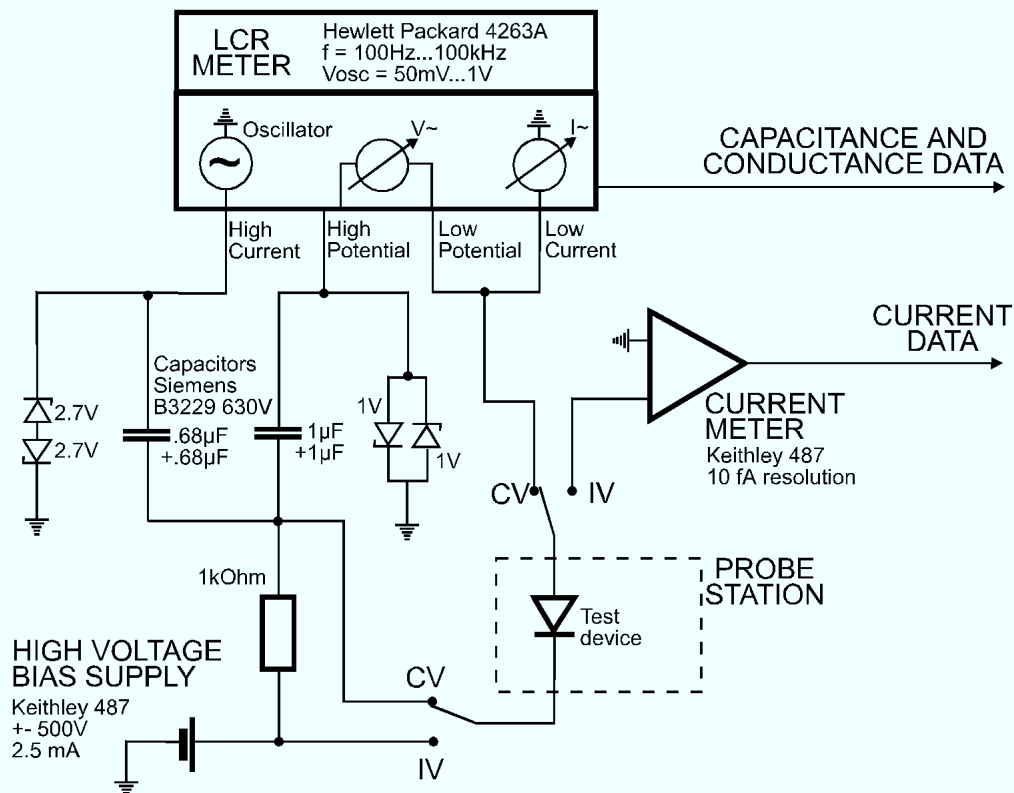 LCR
METER
Hewlett Packard 4263A
f = 100Hz...100kHz
Vosc = 50mV...1V
Oscillator
V~
I~
CAPACITANCE AND
CONDUCTANCE DATA
High
Current
High
Potential
Low
Potential
Low
Current
CURRENT
DATA
Capacitors
Siemens
B3229 630V
2.7V
2.7V
.68µF
+.68µF
1µF
+1µF
1V
1V
CURRENT
METER
Keithley 487
10 fA resolution
CV
IV
1kOhm
PROBE
STATION
Test
device
HIGH VOLTAGE
BIAS SUPPLY
Keithley 487
+- 500V
2.5 mA
CV
IV